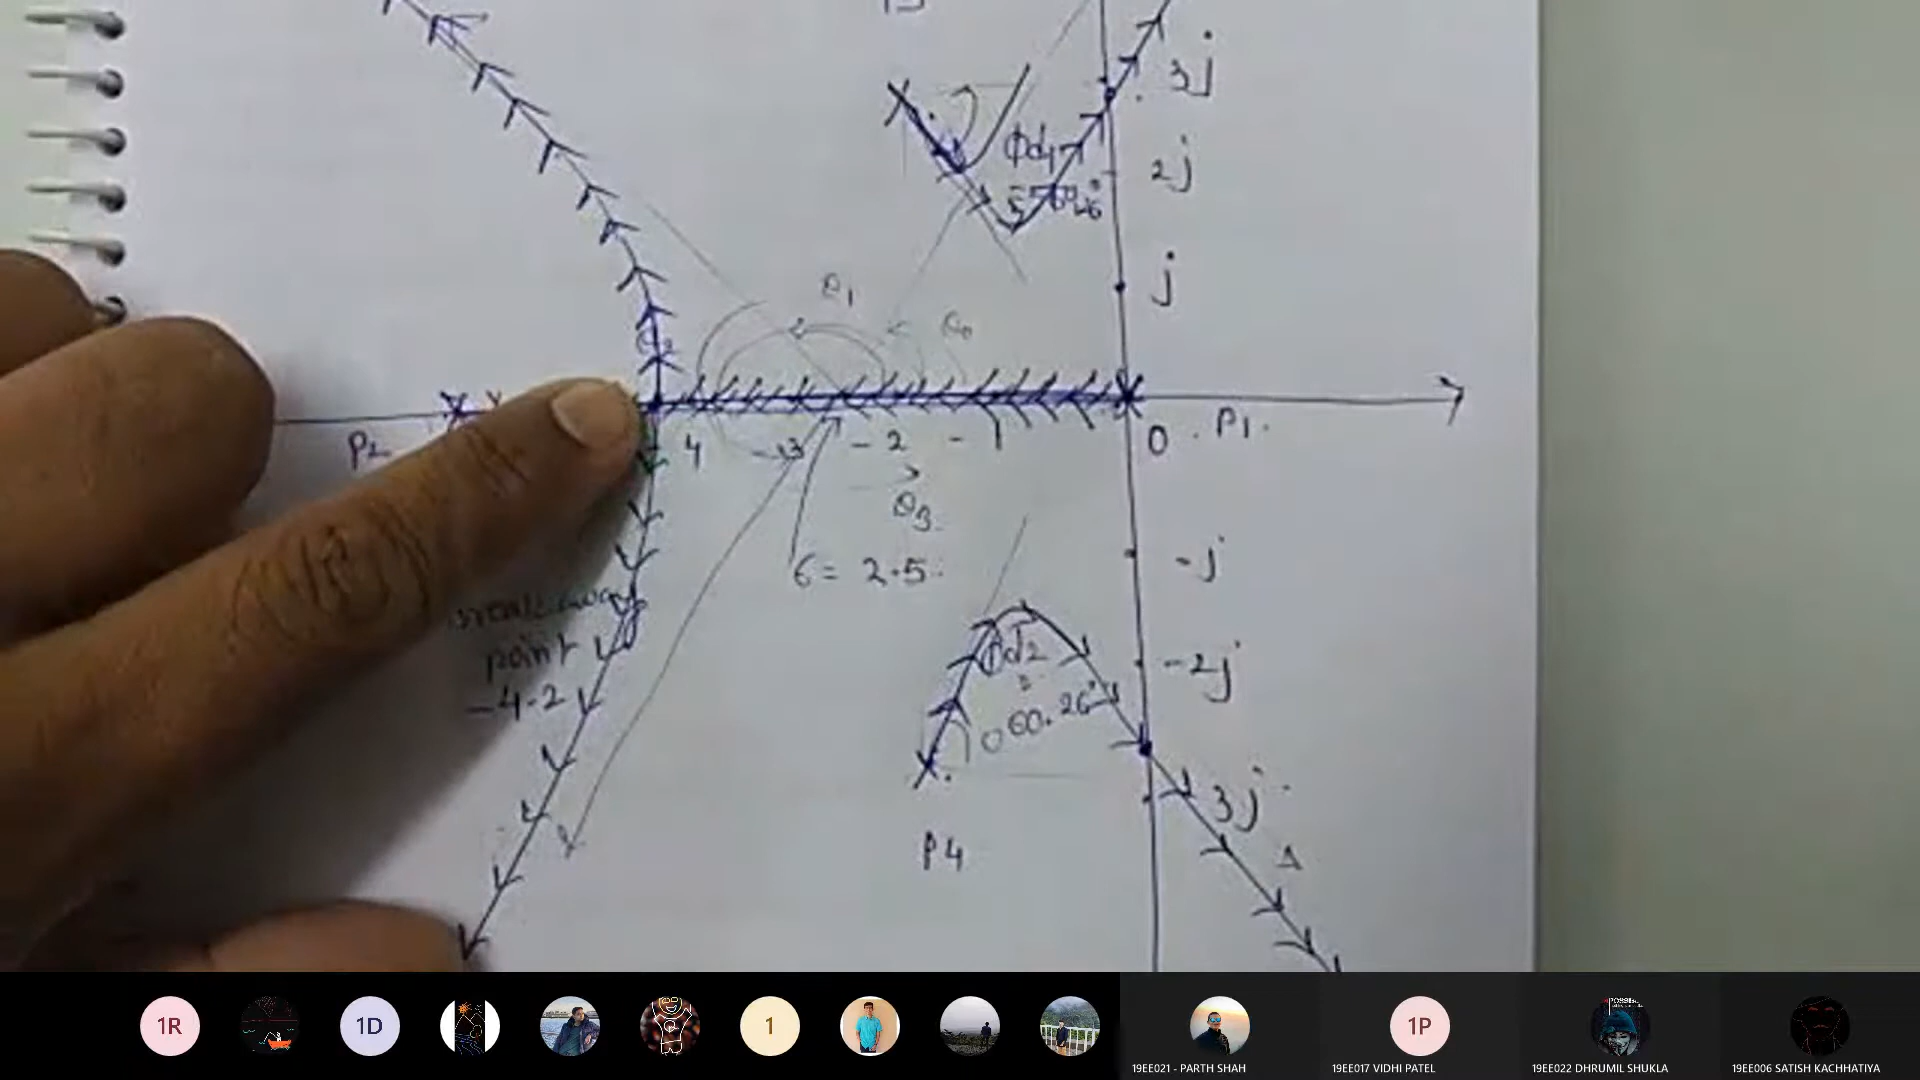 3j
2j
ϕd1
j
θ1
θ0
P2
4 -3 -2 -1 0 P1.
θ3
6 = 2.5
-j
point
-4.2
ϕd2
=
60.26°
-2j
3j
P4
1R
1D
1
1P
19EE021 - PARTH SHAH
19EE017 VIDHI PATEL
19EE022 DHRUMIL SHUKLA
19EE006 SATISH KACHHATIYA